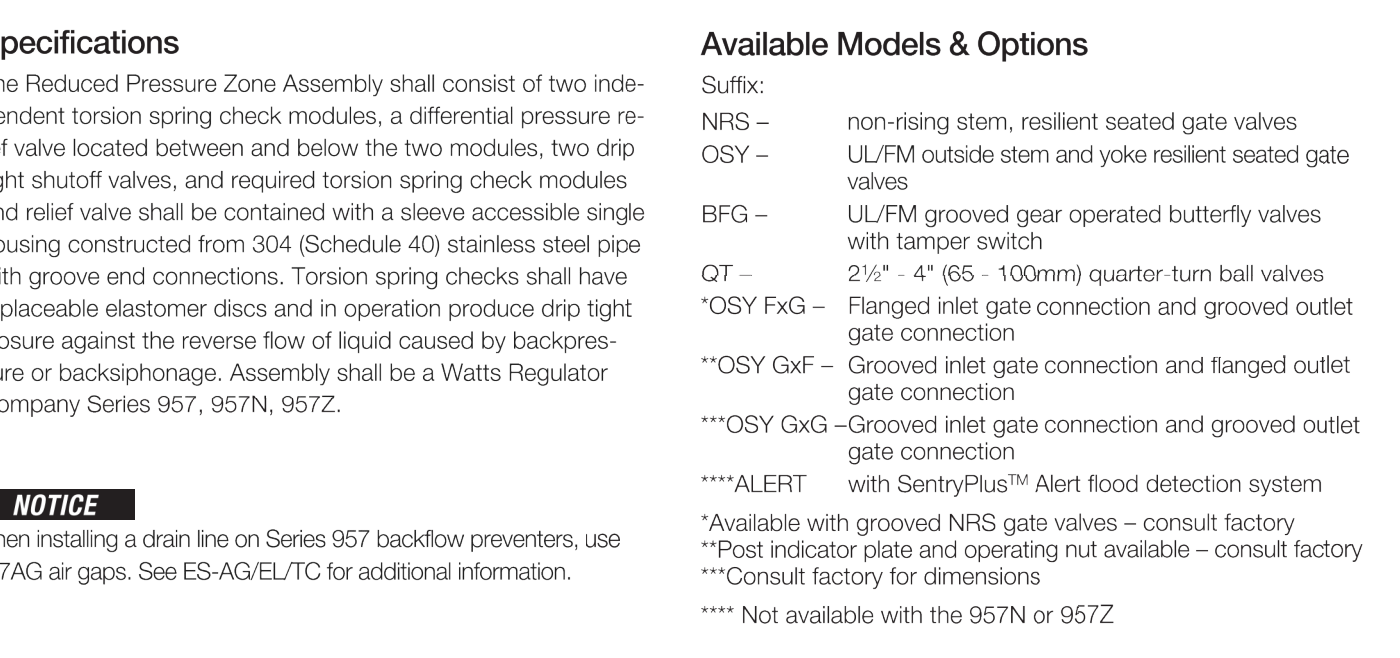 pecifications
he Reduced Pressure Zone Assembly shall consist of two inde-
endent torsion spring check modules, a differential pressure re-
ef valve located between and below the two modules, two drip
ght shutoff valves, and required torsion spring check modules
nd relief valve shall be contained with a sleeve accessible single
ousing constructed from 304 (Schedule 40) stainless steel pipe
ith groove end connections. Torsion spring checks shall have
placeable elastomer discs and in operation produce drip tight
osure against the reverse flow of liquid caused by backpres-
ure or backsiphonage. Assembly shall be a Watts Regulator
ompany Series 957, 957N, 957Z.
NOTICE
hen installing a drain line on Series 957 backflow preventers, use
7AG air gaps. See ES-AG/EL/TC for additional information.
Available Models & Options
Suffix:
NRS – non-rising stem, resilient seated gate valves
OSY – UL/FM outside stem and yoke resilient seated gate
valves
BFG – UL/FM grooved gear operated butterfly valves
with tamper switch
QT – 2½" - 4" (65 - 100mm) quarter-turn ball valves
*OSY FxG – Flanged inlet gate connection and grooved outlet
gate connection
**OSY GxF – Grooved inlet gate connection and flanged outlet
gate connection
***OSY GxG –Grooved inlet gate connection and grooved outlet
gate connection
****ALERT with SentryPlus™ Alert flood detection system
*Available with grooved NRS gate valves – consult factory
**Post indicator plate and operating nut available – consult factory
***Consult factory for dimensions
**** Not available with the 957N or 957Z